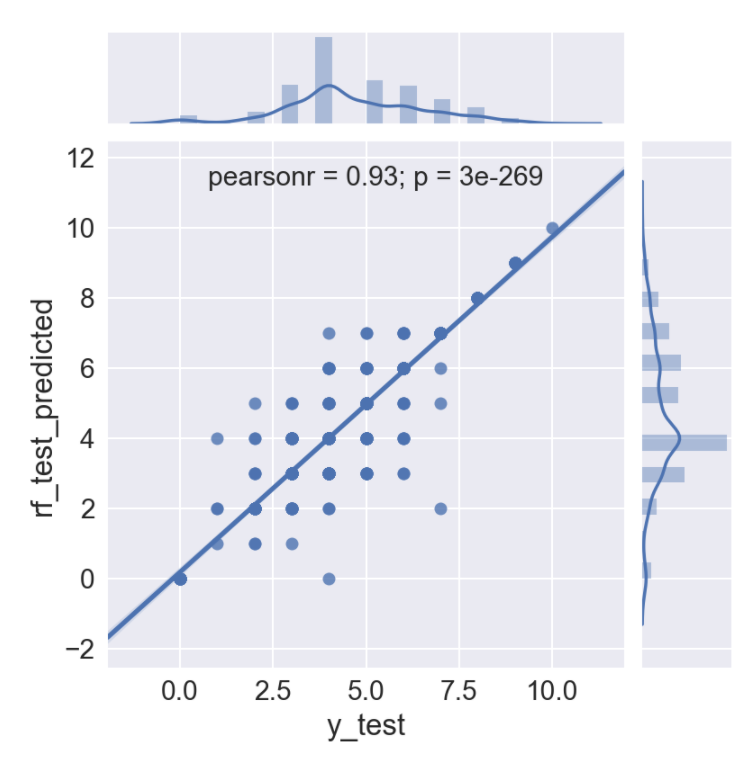 pearsonr = 0.93; p = 3e-269
12
10
8
6
4
2
0
−2
rf_test_predicted
0.0 2.5 5.0 7.5 10.0
y_test